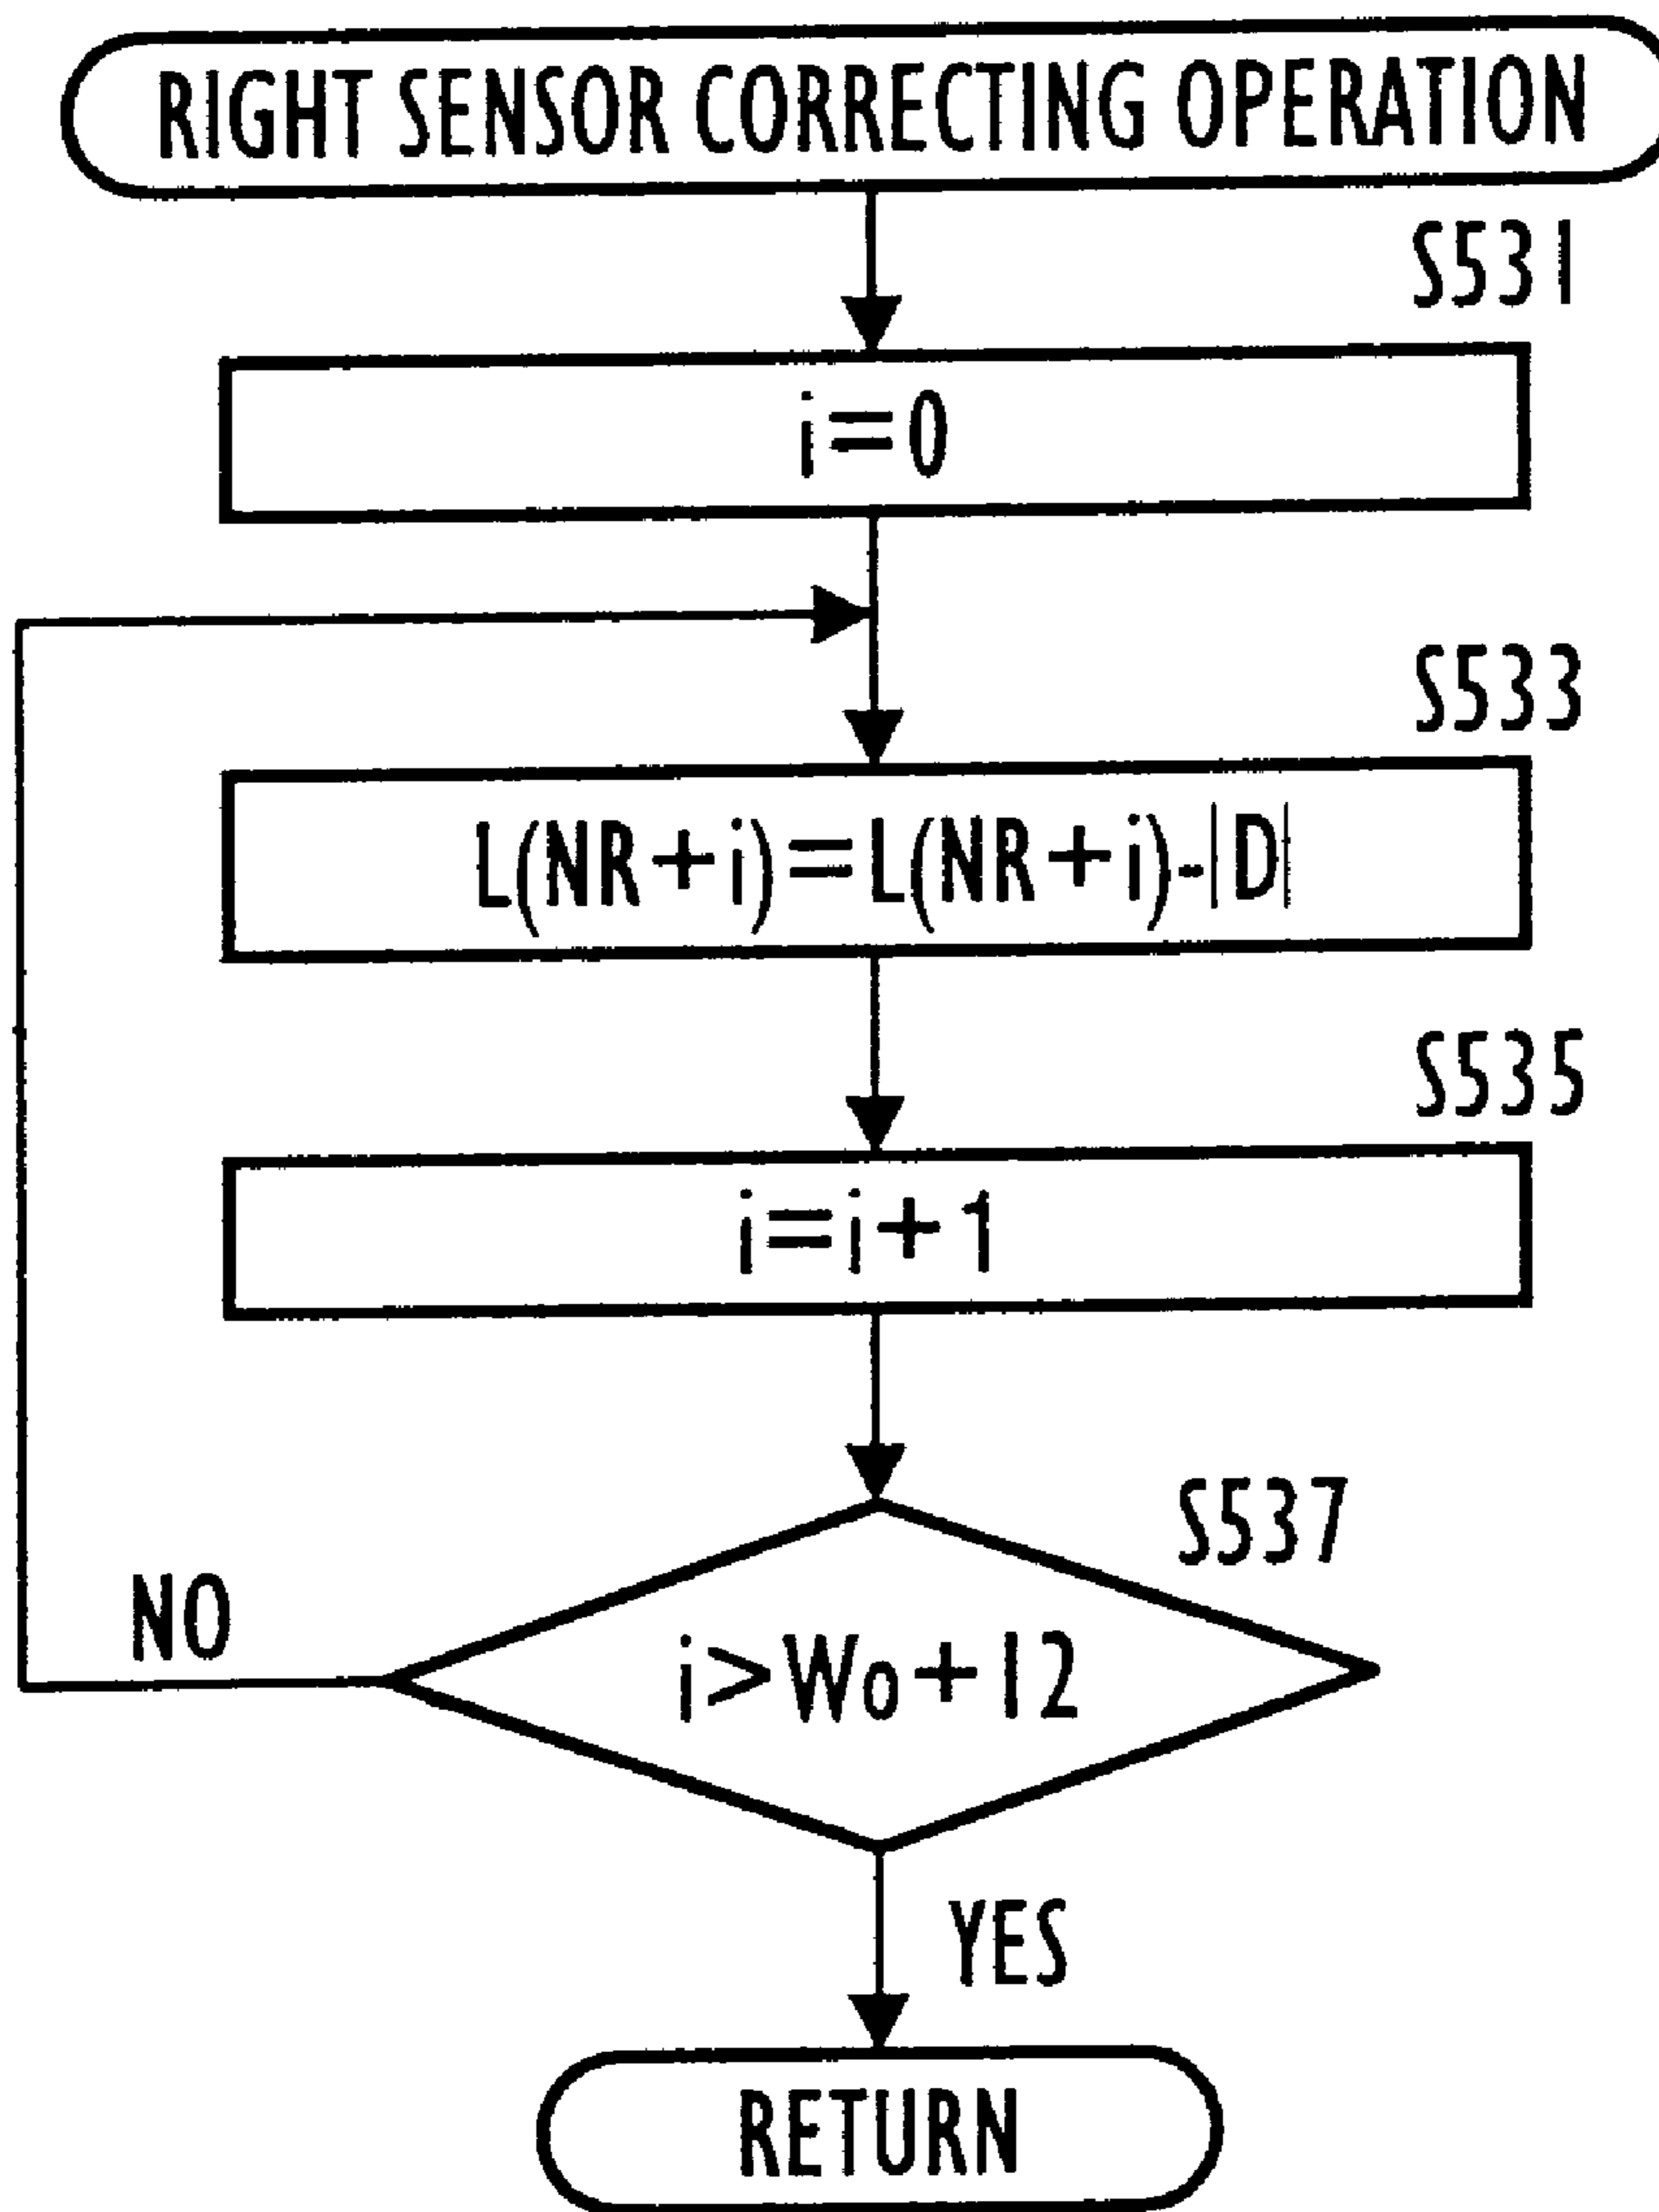 RIGHT SENSOR CORRECTING OPERATION
S531
i=0
S533
L(NR+i)=L(NR+i)-|D|
S535
i=i+1
S537
i>Wo+12
NO
YES
RETURN